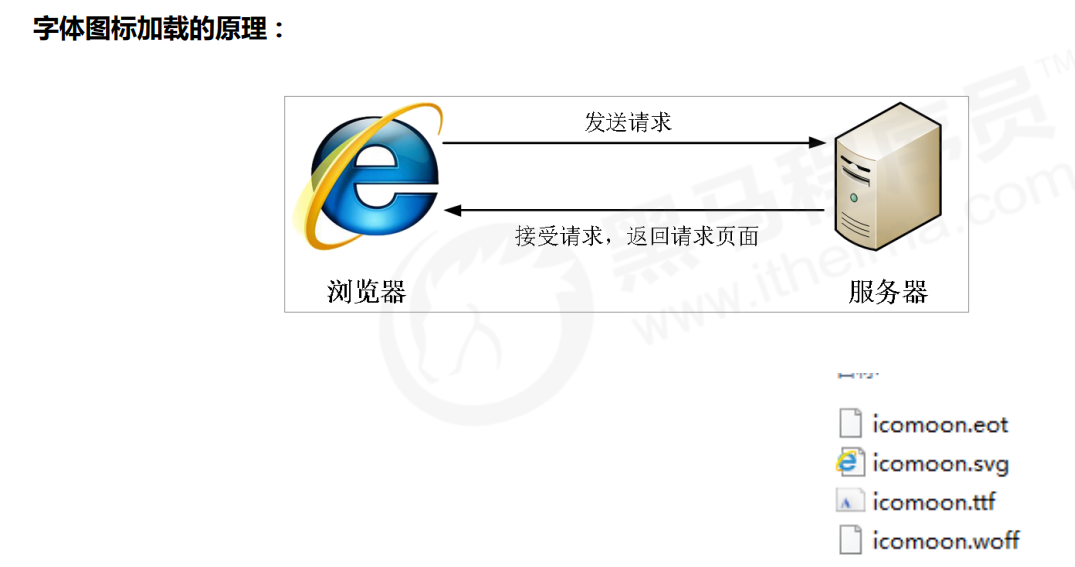 字体图标加载的原理：
发送请求
接受请求，返回请求页面
浏览器
服务器
黑马程序员™
www.itheima.com
icomoon.eot
icomoon.svg
icomoon.ttf
icomoon.woff